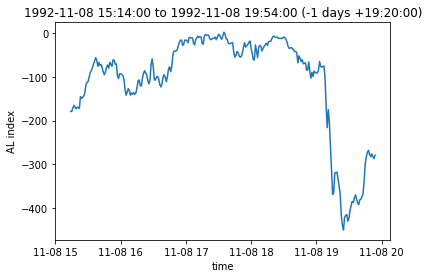 1992-11-08 15:14:00 to 1992-11-08 19:54:00 (-1 days +19:20:00)
0
−100
−200
−300
−400
AL index
11-08 15 11-08 16 11-08 17 11-08 18 11-08 19 11-08 20
time